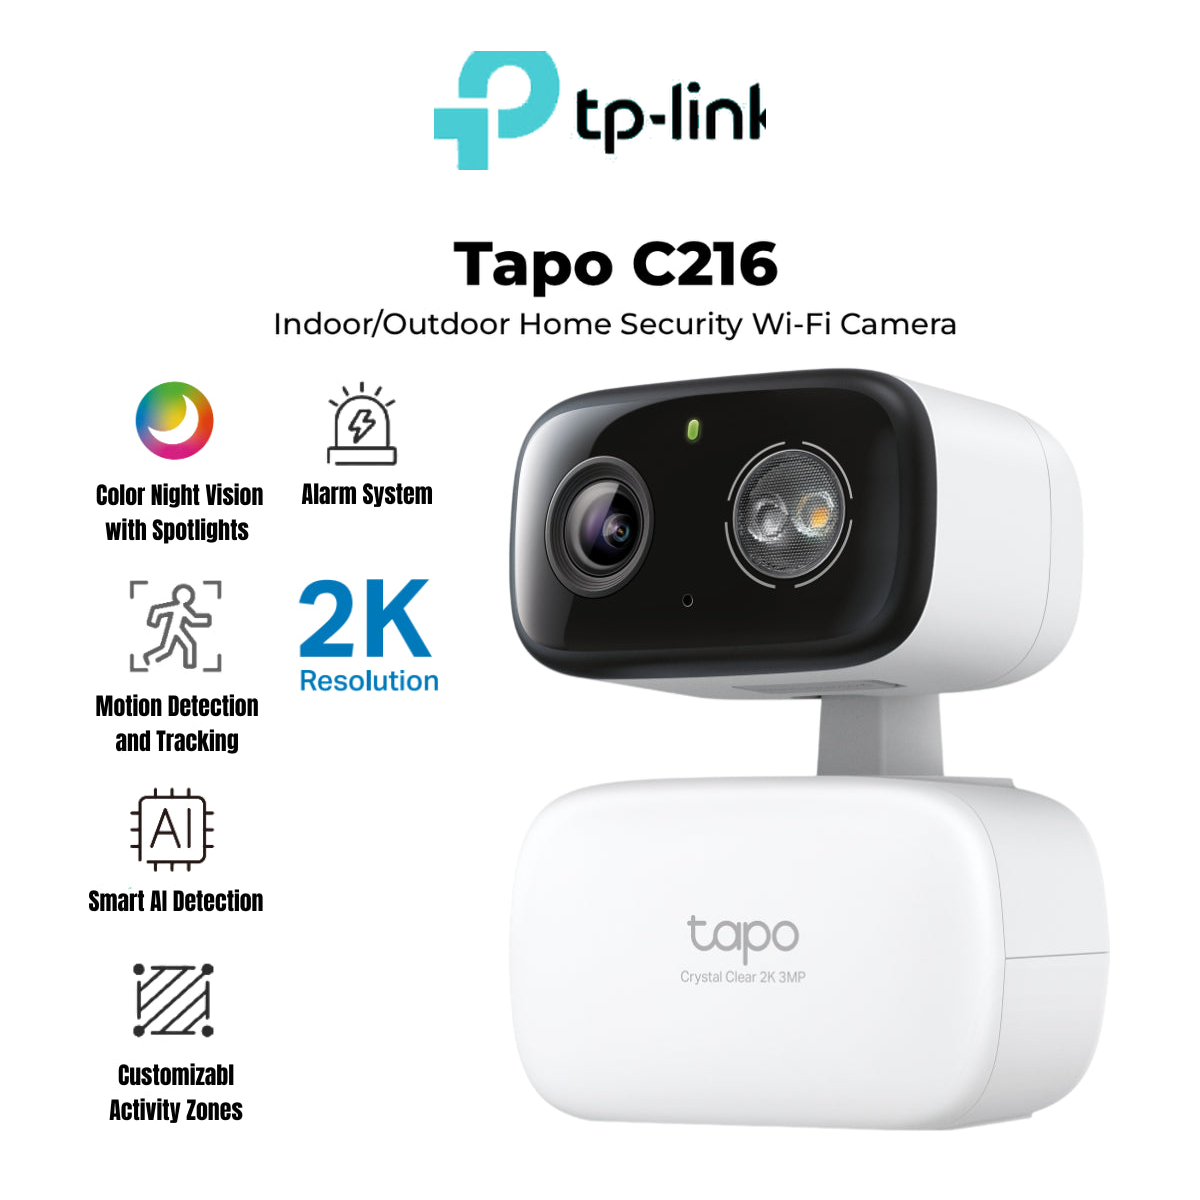 tp-link
Tapo C216
Indoor/Outdoor Home Security Wi-Fi Camera
Color Night Vision
with Spotlights
Alarm System
Motion Detection
and Tracking
2K
Resolution
AI
Smart AI Detection
Customizabl
Activity Zones
tapo
Crystal Clear 2K 3MP